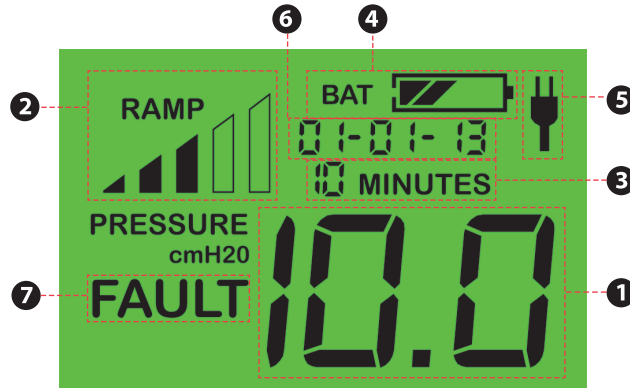 6 4
2 RAMP BAT 5
01-01-13
10 MINUTES 3
PRESSURE
cmH20
7 FAULT 10.0 1